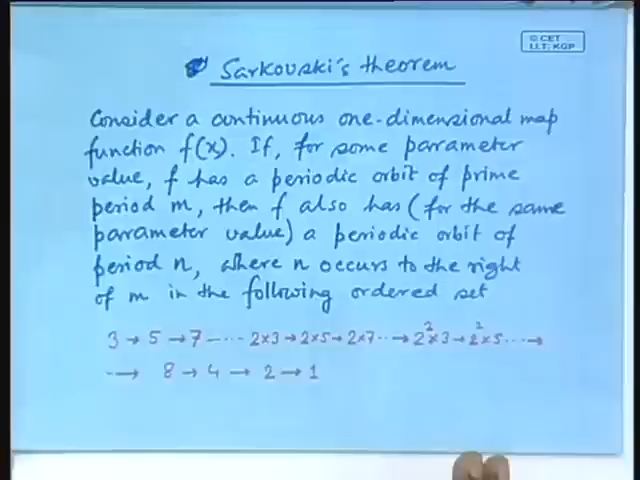 © CET
I.I.T. KGP
Sarkovski's theorem
Consider a continuous one-dimensional map
function f(x). If, for some parameter
value, f has a periodic orbit of prime
period m, then f also has (for the same
parameter value) a periodic orbit of
period n, where n occurs to the right
of m in the following ordered set
3 → 5 → 7 ---- 2×3 → 2×5 → 2×7 ·· → 2²×3 → 2²×5 ···· →
--→ 8 → 4 → 2 → 1